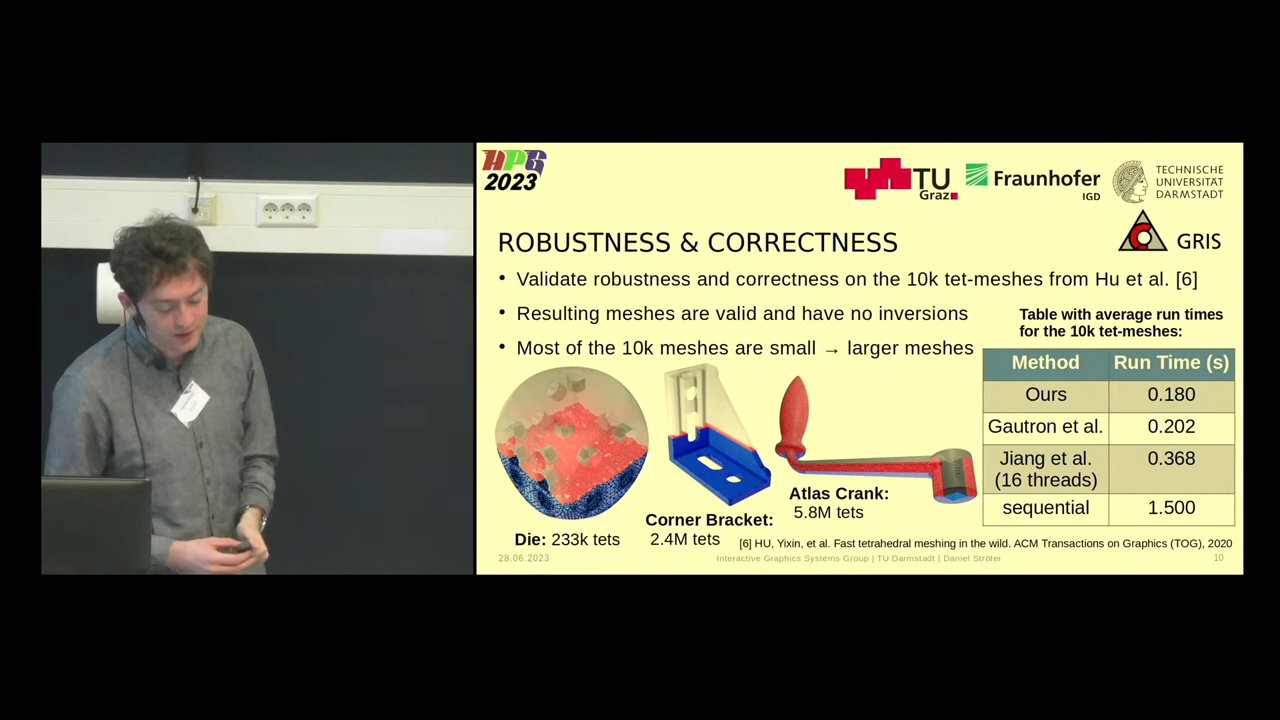 HPG
2023
TU
Graz
Fraunhofer
IGD
TECHNISCHE
UNIVERSITÄT
DARMSTADT
GRIS
ROBUSTNESS & CORRECTNESS
• Validate robustness and correctness on the 10k tet-meshes from Hu et al. [6]
• Resulting meshes are valid and have no inversions
• Most of the 10k meshes are small → larger meshes
Table with average run times
for the 10k tet-meshes:
Method Run Time (s)
Ours 0.180
Gautron et al. 0.202
Jiang et al. 0.368
(16 threads)
sequential 1.500
Die: 233k tets
Corner Bracket:
2.4M tets
Atlas Crank:
5.8M tets
[6] HU, Yixin, et al. Fast tetrahedral meshing in the wild. ACM Transactions on Graphics (TOG), 2020
28.06.2023
Interactive Graphics Systems Group | TU Darmstadt | Daniel Ströter
10